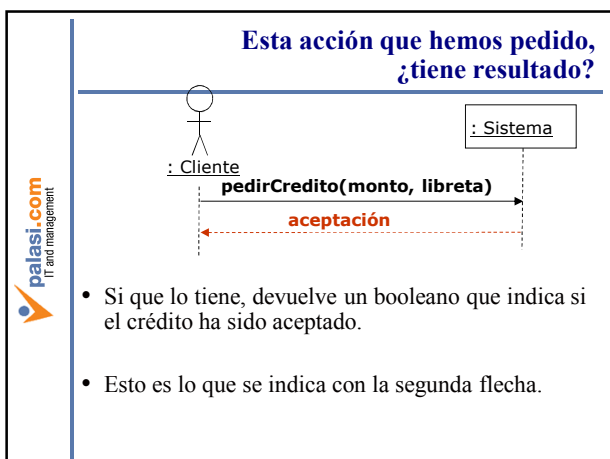 Esta acción que hemos pedido,
¿tiene resultado?
: Sistema
: Cliente
pedirCredito(monto, libreta)
aceptación
palasi.com
IT and management
• Si que lo tiene, devuelve un booleano que indica si
el crédito ha sido aceptado.
• Esto es lo que se indica con la segunda flecha.